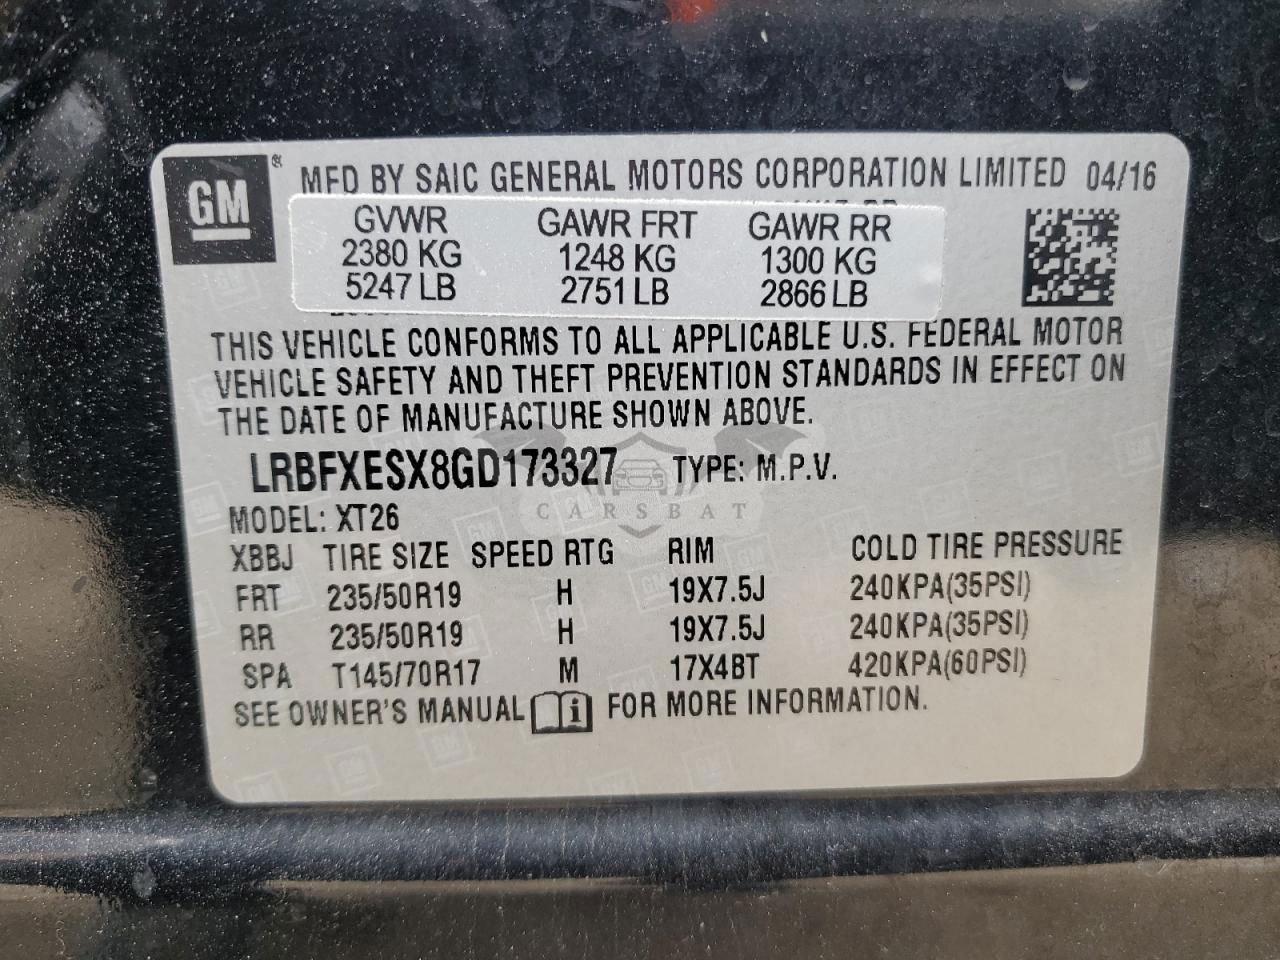 GM
MFD BY SAIC GENERAL MOTORS CORPORATION LIMITED 04/16
GVWR GAWR FRT GAWR RR
2380 KG 1248 KG 1300 KG
5247 LB 2751 LB 2866 LB
THIS VEHICLE CONFORMS TO ALL APPLICABLE U.S. FEDERAL MOTOR
VEHICLE SAFETY AND THEFT PREVENTION STANDARDS IN EFFECT ON
THE DATE OF MANUFACTURE SHOWN ABOVE.
LRBFXESX8GD173327 TYPE: M.P.V.
CARSBAT
MODEL: XT26
XBBJ TIRE SIZE SPEED RTG RIM COLD TIRE PRESSURE
FRT 235/50R19 H 19X7.5J 240KPA(35PSI)
RR 235/50R19 H 19X7.5J 240KPA(35PSI)
SPA T145/70R17 M 17X4BT 420KPA(60PSI)
SEE OWNER'S MANUAL i FOR MORE INFORMATION.